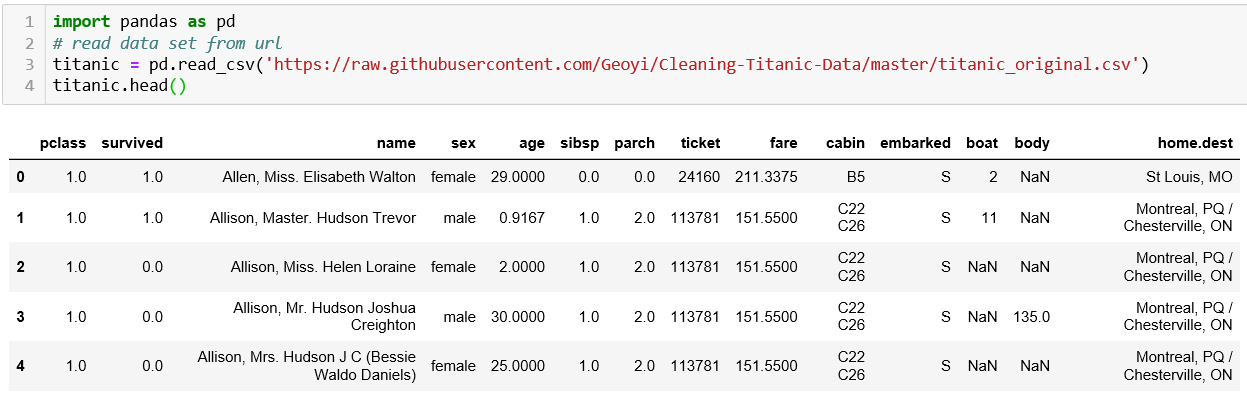 1 import pandas as pd
2 # read data set from url
3 titanic = pd.read_csv('https://raw.githubusercontent.com/Geoyi/Cleaning-Titanic-Data/master/titanic_original.csv')
4 titanic.head()
pclass survived name sex age sibsp parch ticket fare cabin embarked boat body home.dest
0 1.0 1.0 Allen, Miss. Elisabeth Walton female 29.0000 0.0 0.0 24160 211.3375 B5 S 2 NaN St Louis, MO
C22 Montreal, PQ /
1 1.0 1.0 Allison, Master. Hudson Trevor male 0.9167 1.0 2.0 113781 151.5500 S 11 NaN
C26 Chesterville, ON
C22 Montreal, PQ /
2 1.0 0.0 Allison, Miss. Helen Loraine female 2.0000 1.0 2.0 113781 151.5500 S NaN NaN
C26 Chesterville, ON
Allison, Mr. Hudson Joshua C22 Montreal, PQ /
3 1.0 0.0 male 30.0000 1.0 2.0 113781 151.5500 S NaN 135.0
Creighton C26 Chesterville, ON
Allison, Mrs. Hudson J C (Bessie C22 Montreal, PQ /
4 1.0 0.0 female 25.0000 1.0 2.0 113781 151.5500 S NaN NaN
Waldo Daniels) C26 Chesterville, ON